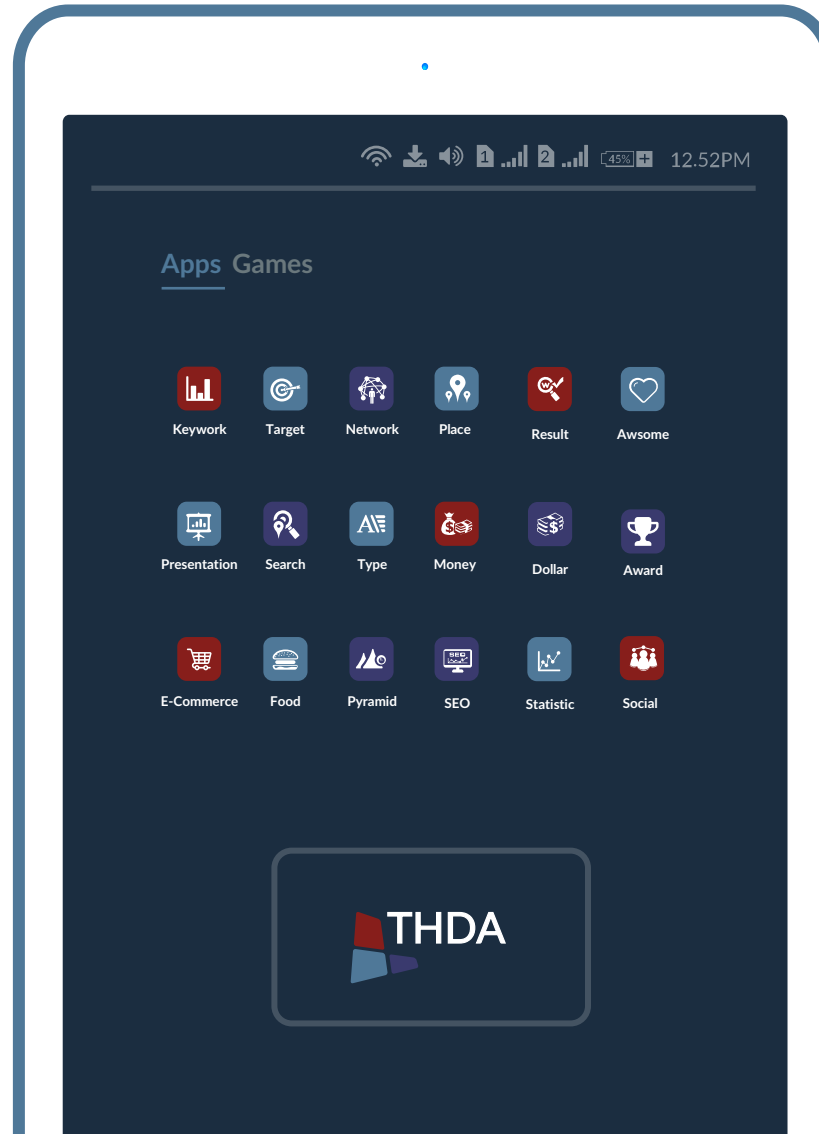 1 2 45% 12.52PM
Apps Games
Keywork Target Network Place Result Awsome
Presentation Search Type Money Dollar Award
SEO
E-Commerce Food Pyramid SEO Statistic Social
THDA